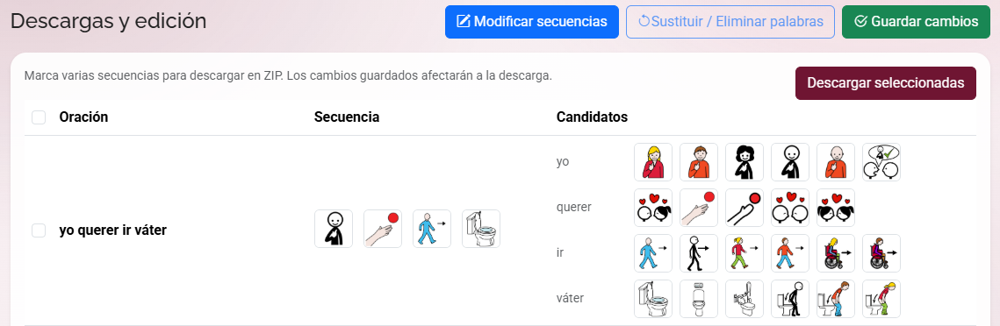 Descargas y edición
Modificar secuencias
Sustituir / Eliminar palabras
Guardar cambios
Marca varias secuencias para descargar en ZIP. Los cambios guardados afectarán a la descarga.
Descargar seleccionadas
Oración Secuencia Candidatos
yo
querer
yo querer ir váter
ir
váter